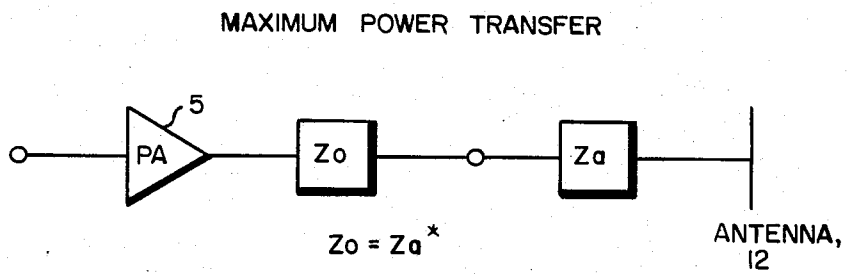 MAXIMUM POWER TRANSFER
5
PA
Zo
Za
Zo = Za*
ANTENNA,
12